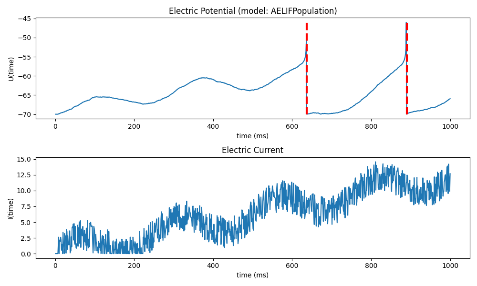 Electric Potential (model: AELIFPopulation)
U(time)
−45
−50
−55
−60
−65
−70
0 200 400 600 800 1000
time (ms)
Electric Current
I(time)
15.0
12.5
10.0
7.5
5.0
2.5
0.0
0 200 400 600 800 1000
time (ms)